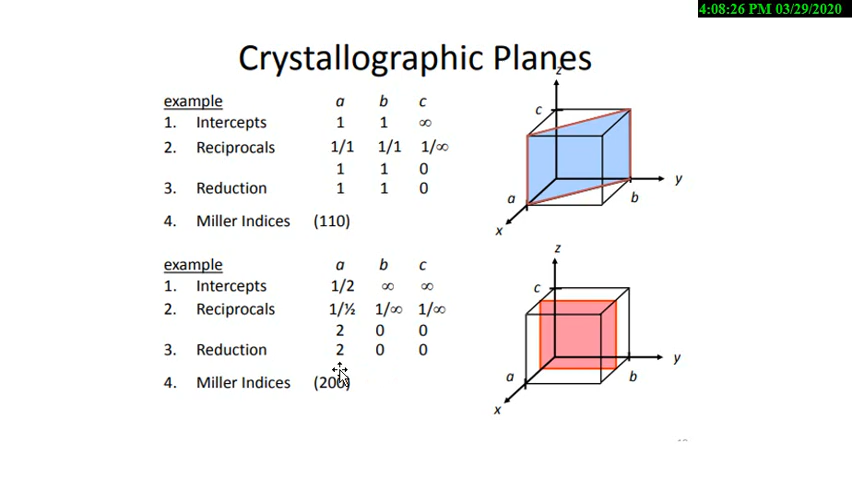 4:08:26 PM 03/29/2020
Crystallographic Planes
example a b c
1. Intercepts 1 1 ∞
2. Reciprocals 1/1 1/1 1/∞
1 1 0
3. Reduction 1 1 0
4. Miller Indices (110)
z
c
y
a
b
x
example a b c
1. Intercepts 1/2 ∞ ∞
2. Reciprocals 1/½ 1/∞ 1/∞
2 0 0
3. Reduction 2 0 0
4. Miller Indices (200)
z
c
y
a
b
x